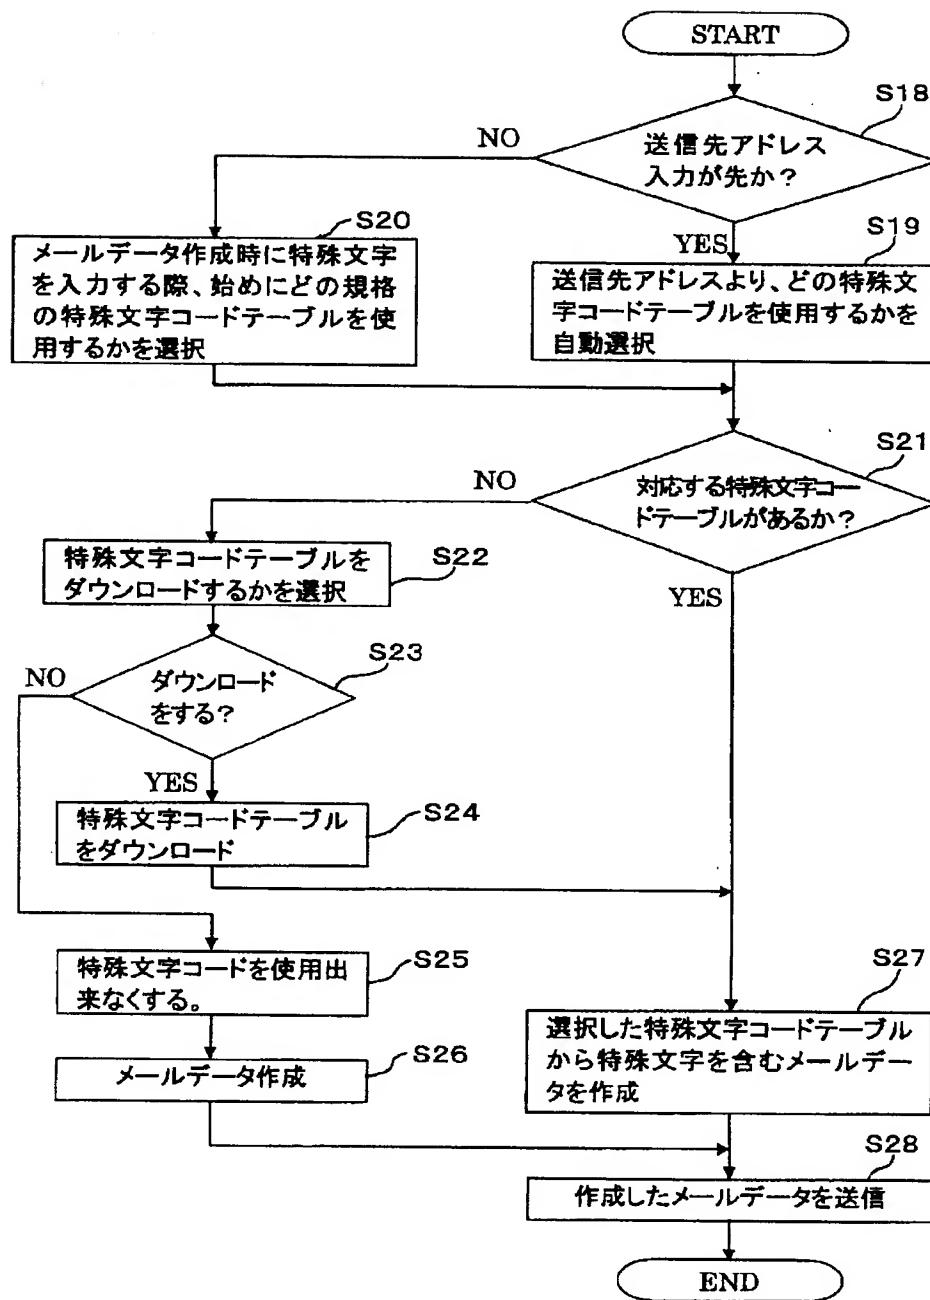 START
S18
NO
送信先アドレス
入力が先か？
S20
YES
S19
メールデータ作成時に特殊文字
を入力する際、始めにどの規格
の特殊文字コードテーブルを使
用するかを選択
送信先アドレスより、どの特殊文
字コードテーブルを使用するかを
自動選択
S21
NO
対応する特殊文字コー
ドテーブルがあるか？
特殊文字コードテーブルを
ダウンロードするかを選択
S22
YES
S23
NO
ダウンロード
をする？
YES
特殊文字コードテーブル
をダウンロード
S24
特殊文字コードを使用出
来なくする。
S25
S27
選択した特殊文字コードテーブル
から特殊文字を含むメールデー
タを作成
メールデータ作成
S26
S28
作成したメールデータを送信
END